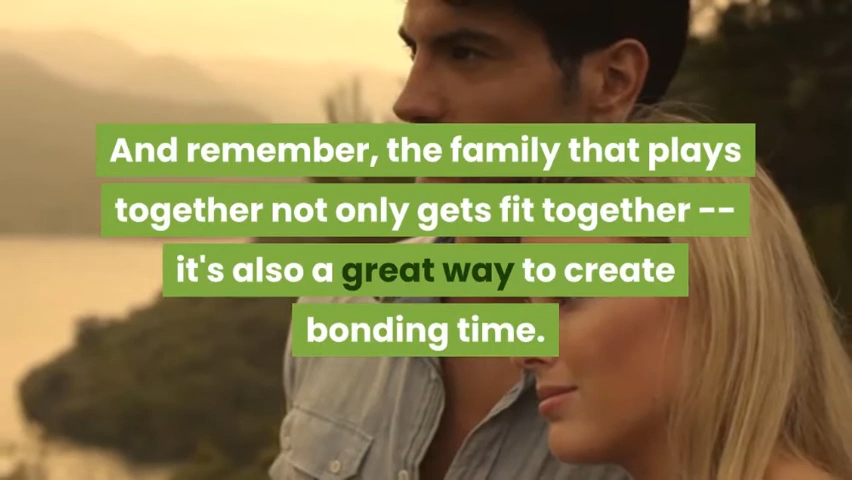 And remember, the family that plays
together not only gets fit together --
it's also a great way to create
bonding time.